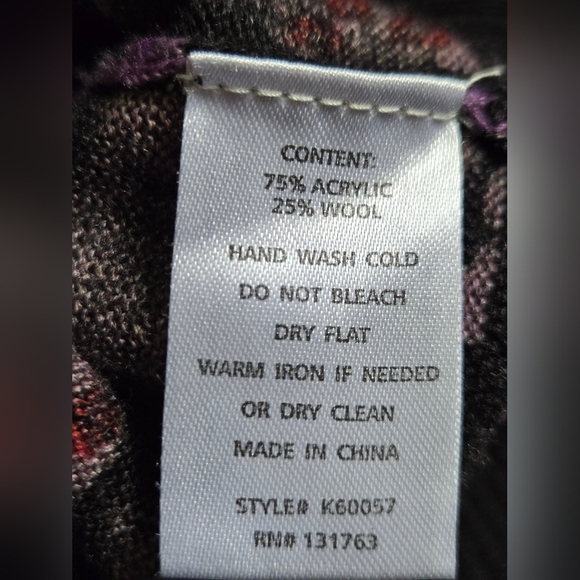 CONTENT:
75% ACRYLIC
25% WOOL
HAND WASH COLD
DO NOT BLEACH
DRY FLAT
WARM IRON IF NEEDED
OR DRY CLEAN
MADE IN CHINA
STYLE# K60057
RN# 131763